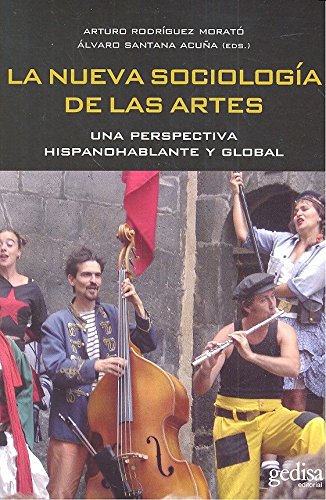 ARTURO RODRÍGUEZ MORATÓ
ÁLVARO SANTANA ACUÑA (EDS.)
LA NUEVA SOCIOLOGÍA
DE LAS ARTES
UNA PERSPECTIVA
HISPANOHABLANTE Y GLOBAL
gedisa
editorial